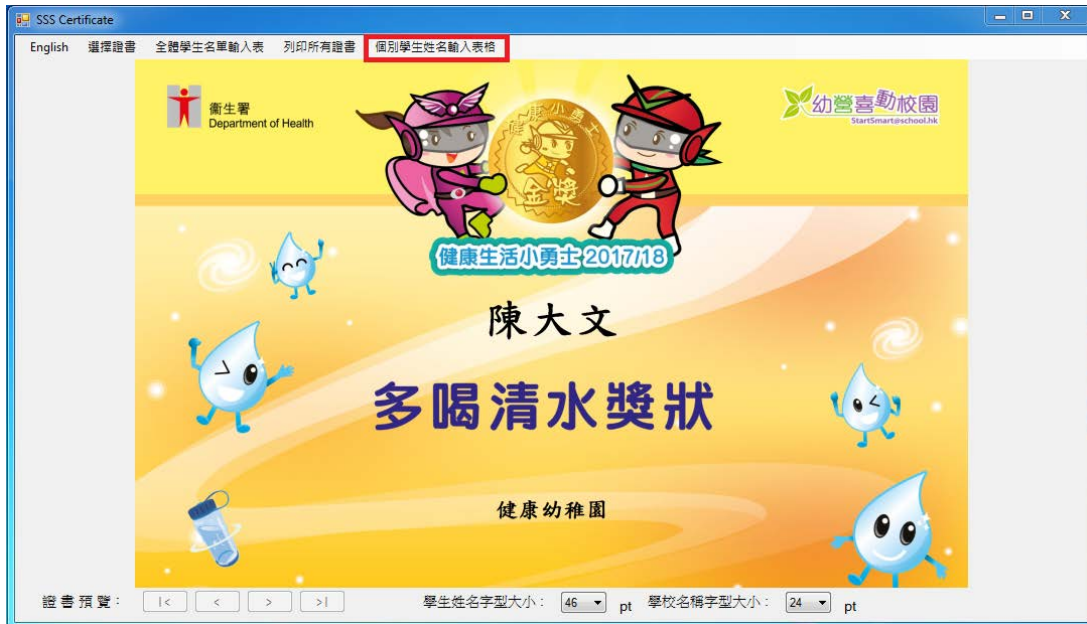 SSS Certificate
English 選擇證書 全體學生名單輸入表 列印所有證書 個別學生姓名輸入表格
衞生署
Department of Health
健康小勇士
金獎
幼營喜動校園
StartSmart@school.hk
健康生活小勇士 2017/18
陳大文
多喝清水獎狀
健康幼稚園
證書預覽： |< < > >| 學生姓名字型大小： 46 pt 學校名稱字型大小： 24 pt